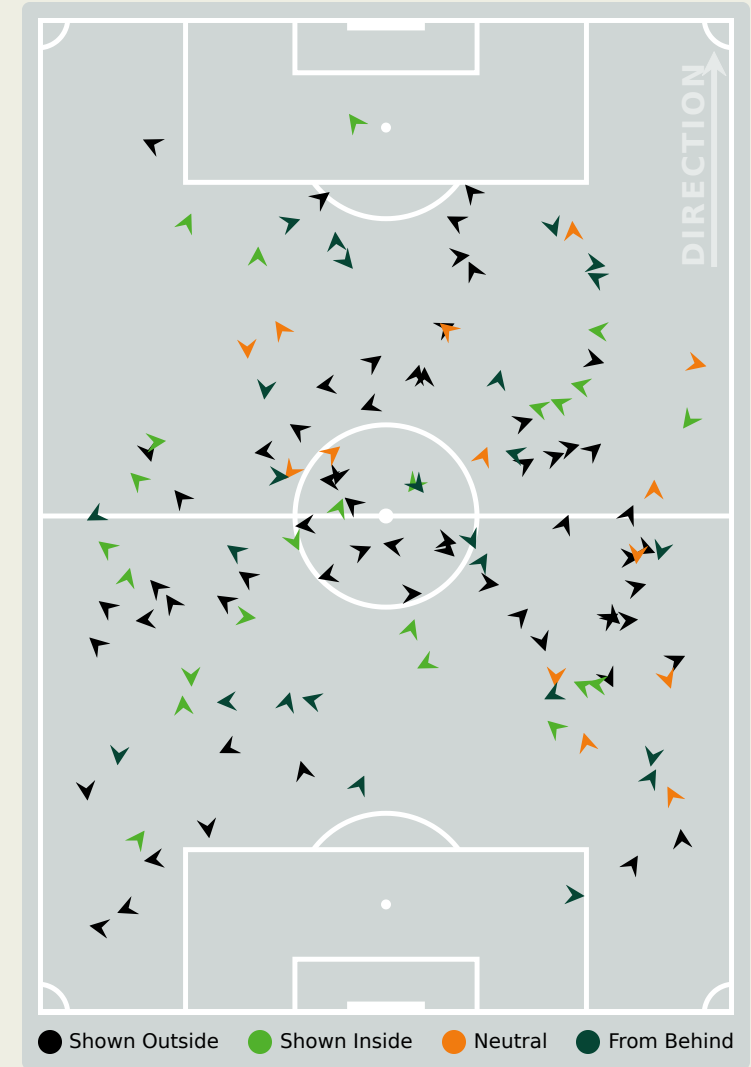 DIRECTION
Shown Outside
Shown Inside
Neutral
From Behind